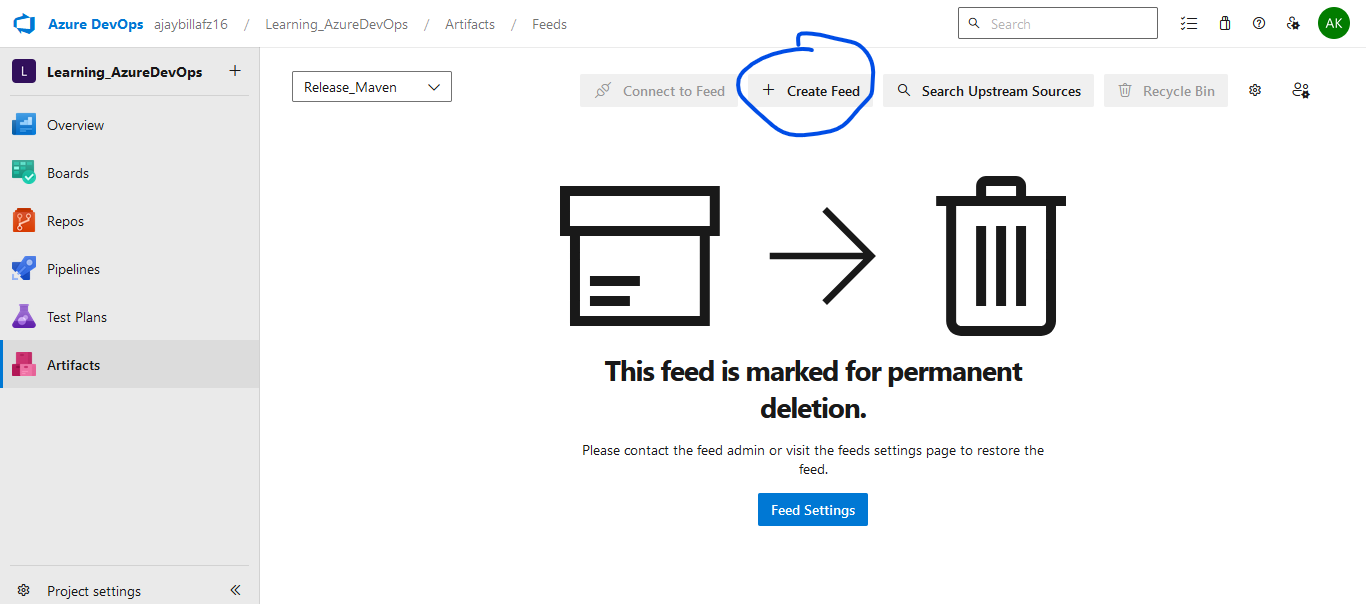 Azure DevOps ajaybillafz16 / Learning_AzureDevOps / Artifacts / Feeds Search AK
L Learning_AzureDevOps +
Release_Maven Connect to Feed + Create Feed Search Upstream Sources Recycle Bin
Overview
Boards
Repos
Pipelines
Test Plans
Artifacts
This feed is marked for permanent
deletion.
Please contact the feed admin or visit the feeds settings page to restore the
feed.
Feed Settings
Project settings